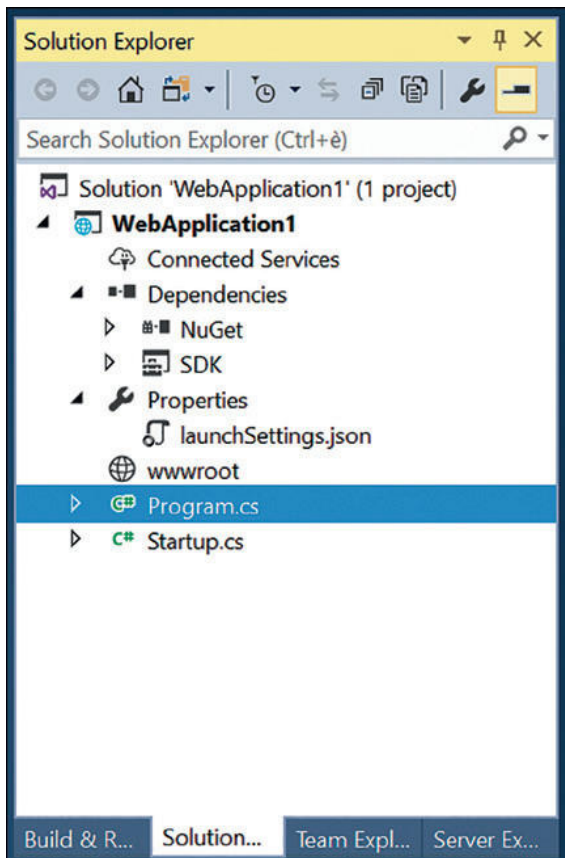 Solution Explorer
Search Solution Explorer (Ctrl+è)
Solution 'WebApplication1' (1 project)
WebApplication1
Connected Services
Dependencies
NuGet
SDK
Properties
launchSettings.json
wwwroot
Program.cs
C# Startup.cs
Build & R... Solution... Team Expl... Server Ex...